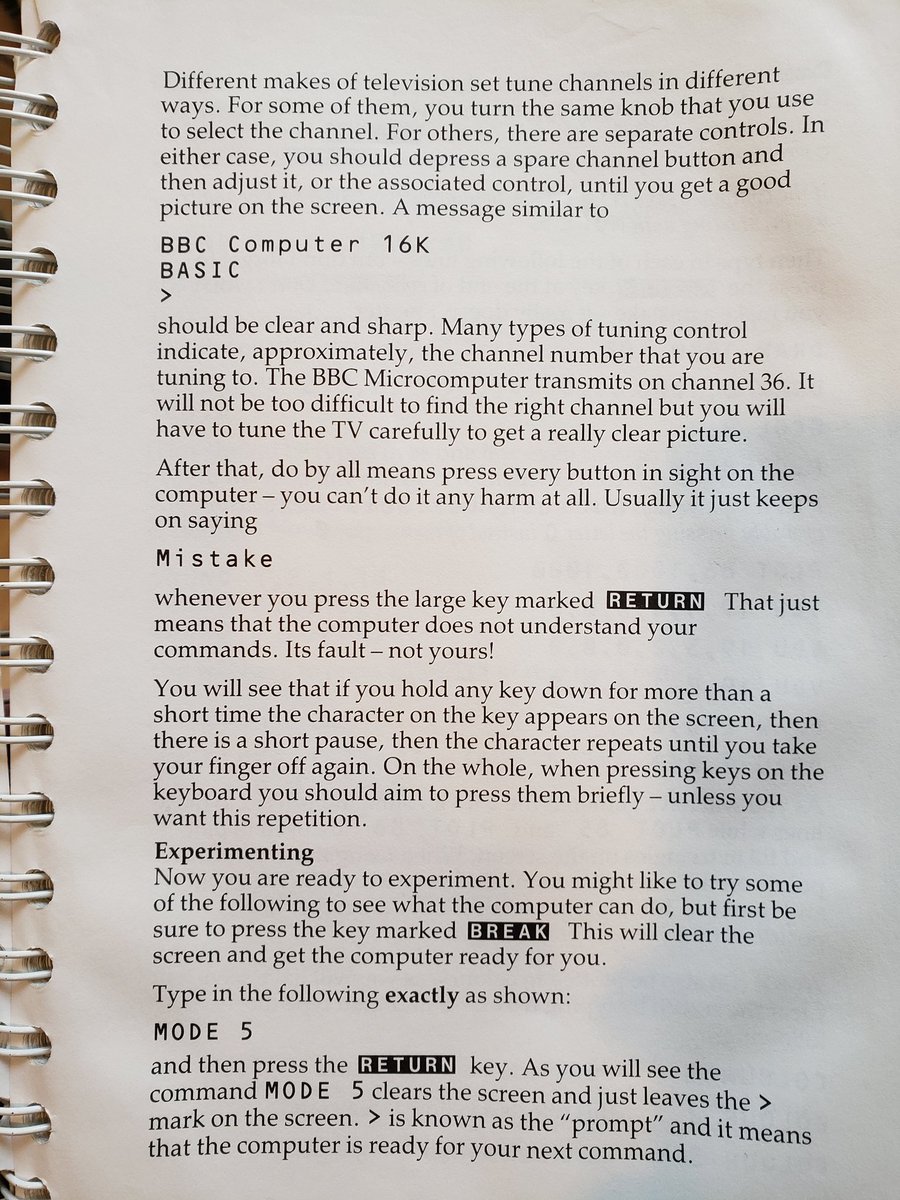 Different makes of television set tune channels in different
ways. For some of them, you turn the same knob that you use
to select the channel. For others, there are separate controls. In
either case, you should depress a spare channel button and
then adjust it, or the associated control, until you get a good
picture on the screen. A message similar to
BBC Computer 16K
BASIC
>
should be clear and sharp. Many types of tuning control
indicate, approximately, the channel number that you are
tuning to. The BBC Microcomputer transmits on channel 36. It
will not be too difficult to find the right channel but you will
have to tune the TV carefully to get a really clear picture.
After that, do by all means press every button in sight on the
computer – you can't do it any harm at all. Usually it just keeps
on saying
Mistake
whenever you press the large key marked RETURN That just
means that the computer does not understand your
commands. Its fault – not yours!
You will see that if you hold any key down for more than a
short time the character on the key appears on the screen, then
there is a short pause, then the character repeats until you take
your finger off again. On the whole, when pressing keys on the
keyboard you should aim to press them briefly – unless you
want this repetition.
Experimenting
Now you are ready to experiment. You might like to try some
of the following to see what the computer can do, but first be
sure to press the key marked BREAK This will clear the
screen and get the computer ready for you.
Type in the following exactly as shown:
MODE 5
and then press the RETURN key. As you will see the
command MODE 5 clears the screen and just leaves the >
mark on the screen. > is known as the "prompt" and it means
that the computer is ready for your next command.